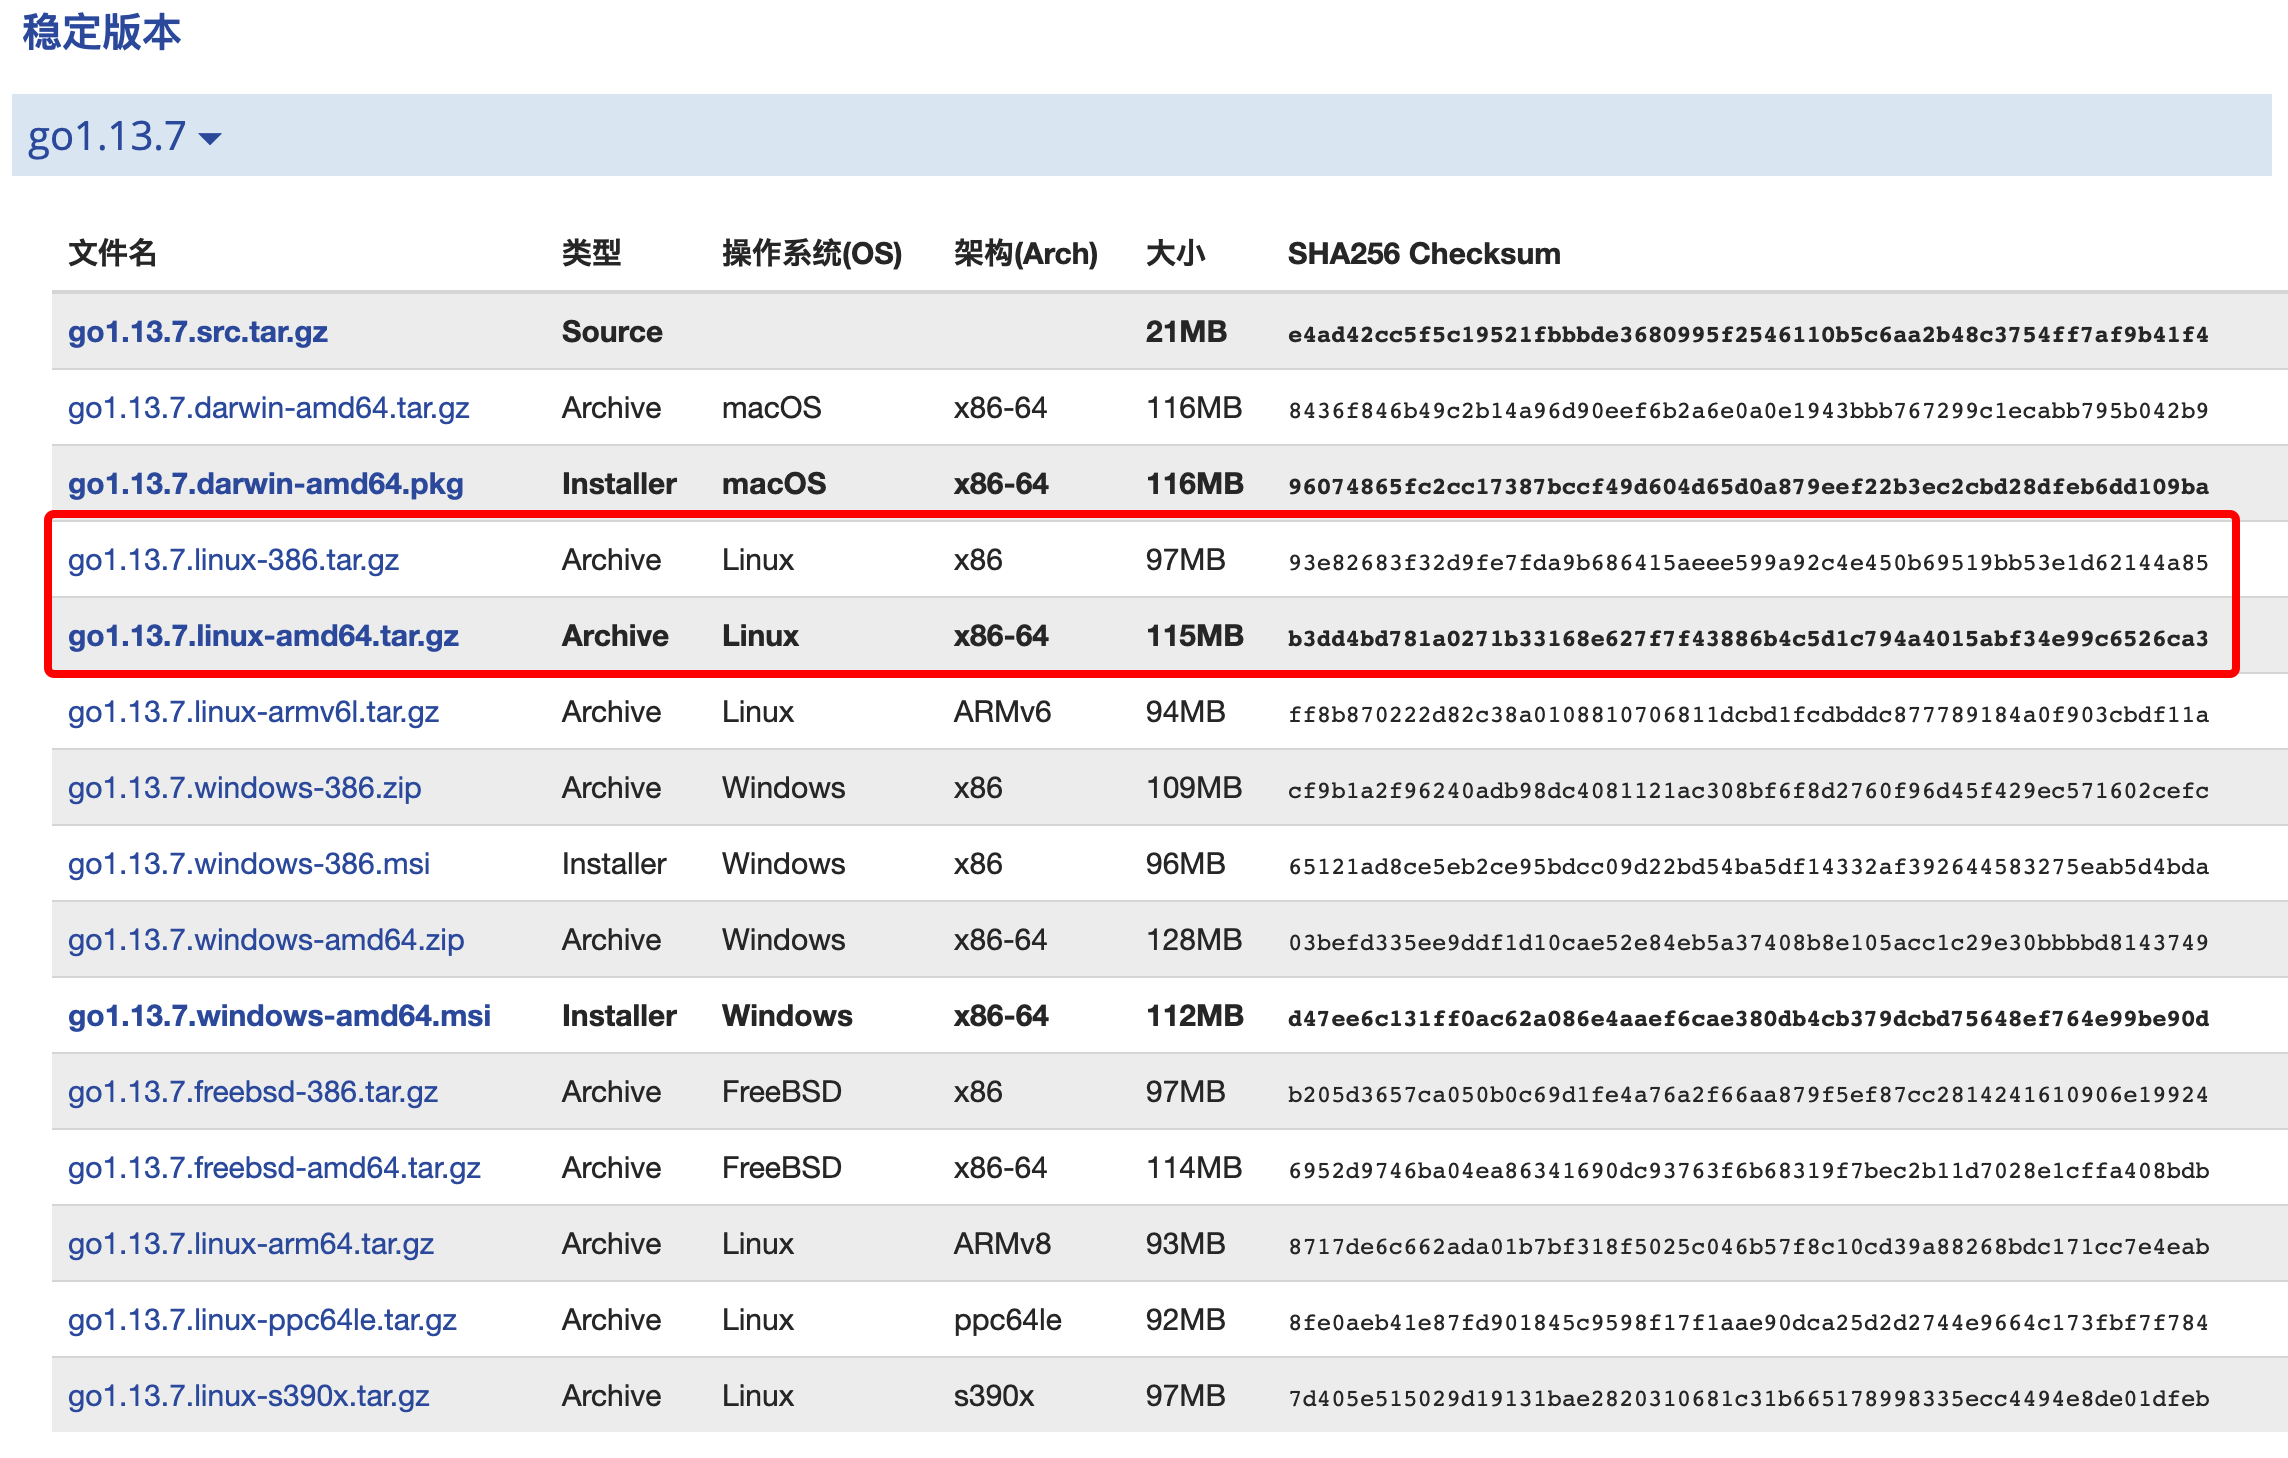 稳定版本
go1.13.7
文件名 类型 操作系统(OS) 架构(Arch) 大小 SHA256 Checksum
go1.13.7.src.tar.gz Source 21MB e4ad42cc5f5c19521fbbbde3680995f2546110b5c6aa2b48c3754ff7af9b41f4
go1.13.7.darwin-amd64.tar.gz Archive macOS x86-64 116MB 8436f846b49c2b14a96d90eef6b2a6e0a0e1943bbb767299c1ecabb795b042b9
go1.13.7.darwin-amd64.pkg Installer macOS x86-64 116MB 96074865fc2cc17387bccf49d604d65d0a879eef22b3ec2cbd28dfeb6dd109ba
go1.13.7.linux-386.tar.gz Archive Linux x86 97MB 93e82683f32d9fe7fda9b686415aeee599a92c4e450b69519bb53e1d62144a85
go1.13.7.linux-amd64.tar.gz Archive Linux x86-64 115MB b3dd4bd781a0271b33168e627f7f43886b4c5d1c794a4015abf34e99c6526ca3
go1.13.7.linux-armv6l.tar.gz Archive Linux ARMv6 94MB ff8b870222d82c38a0108810706811dcbd1fcdbddc877789184a0f903cbdf11a
go1.13.7.windows-386.zip Archive Windows x86 109MB cf9b1a2f96240adb98dc4081121ac308bf6f8d2760f96d45f429ec571602cefc
go1.13.7.windows-386.msi Installer Windows x86 96MB 65121ad8ce5eb2ce95bdcc09d22bd54ba5df14332af392644583275eab5d4bda
go1.13.7.windows-amd64.zip Archive Windows x86-64 128MB 03befd335ee9ddf1d10cae52e84eb5a37408b8e105acc1c29e30bbbbd8143749
go1.13.7.windows-amd64.msi Installer Windows x86-64 112MB d47ee6c131ff0ac62a086e4aaef6cae380db4cb379dcbd75648ef764e99be90d
go1.13.7.freebsd-386.tar.gz Archive FreeBSD x86 97MB b205d3657ca050b0c69d1fe4a76a2f66aa879f5ef87cc2814241610906e19924
go1.13.7.freebsd-amd64.tar.gz Archive FreeBSD x86-64 114MB 6952d9746ba04ea86341690dc93763f6b68319f7bec2b11d7028e1cffa408bdb
go1.13.7.linux-arm64.tar.gz Archive Linux ARMv8 93MB 8717de6c662ada01b7bf318f5025c046b57f8c10cd39a88268bdc171cc7e4eab
go1.13.7.linux-ppc64le.tar.gz Archive Linux ppc64le 92MB 8fe0aeb41e87fd901845c9598f17f1aae90dca25d2d2744e9664c173fbf7f784
go1.13.7.linux-s390x.tar.gz Archive Linux s390x 97MB 7d405e515029d19131bae2820310681c31b665178998335ecc4494e8de01dfeb